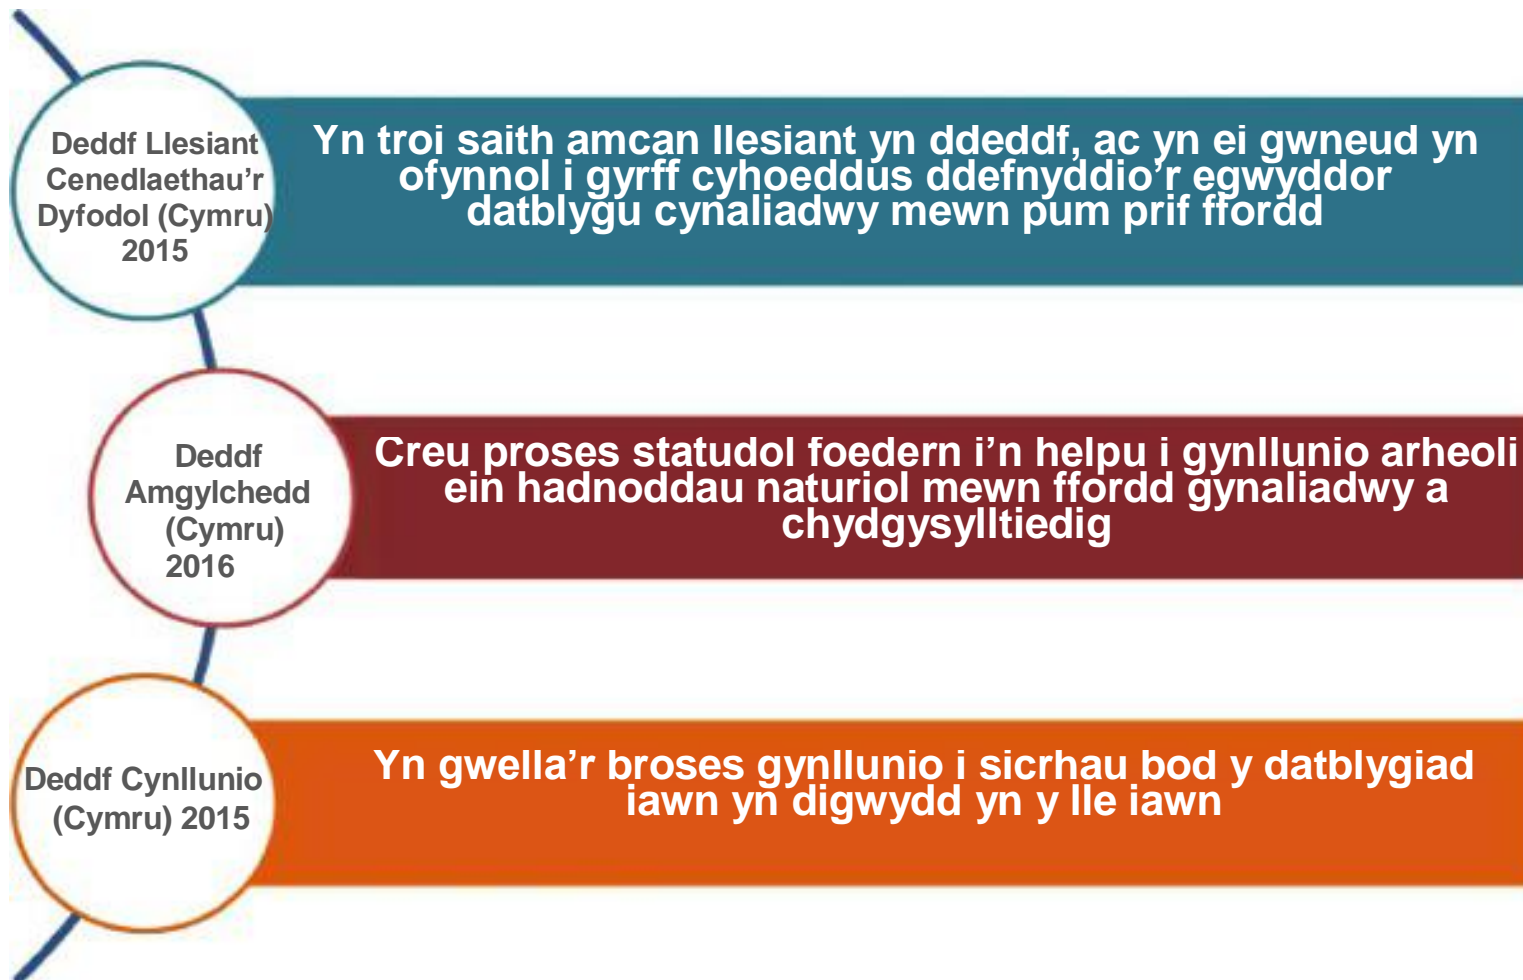 Deddf Llesiant
Cenedlaethau'r
Dyfodol (Cymru)
2015
Yn troi saith amcan llesiant yn ddeddf, ac yn ei gwneud yn
ofynnol i gyrff cyhoeddus ddefnyddio’r egwyddor
datblygu cynaliadwy mewn pum prif ffordd
Deddf
Amgylchedd
(Cymru)
2016
Creu proses statudol foedern i’n helpu i gynllunio arheoli
ein hadnoddau naturiol mewn ffordd gynaliadwy a
chydgysylltiedig
Deddf Cynllunio
(Cymru) 2015
Yn gwella’r broses gynllunio i sicrhau bod y datblygiad
iawn yn digwydd yn y lle iawn